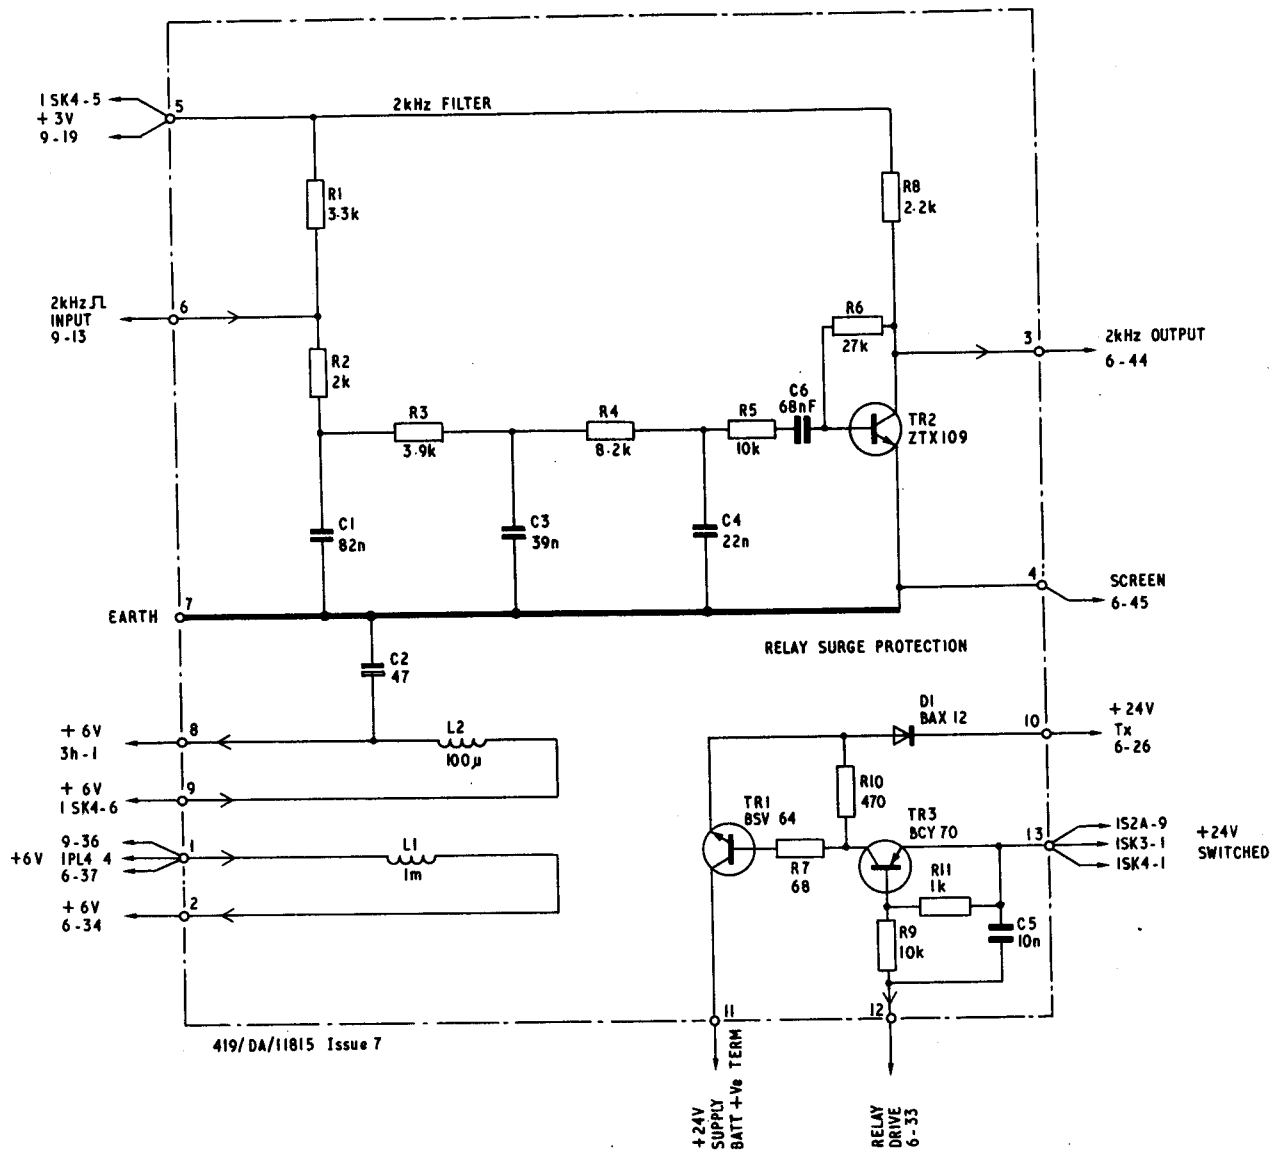 1SK4-5
+3V
9-19
5
2kHz FILTER
R1
3.3k
R8
2.2k
2kHz
INPUT
9-13
6
R2
2k
R6
27k
3
2kHz OUTPUT
6-44
R3
3.9k
R4
8.2k
R5
10k
C6
68nF
TR2
ZTX109
C1
82n
C3
39n
C4
22n
4
SCREEN
6-45
EARTH
7
RELAY SURGE PROTECTION
C2
47
+6V
3h-1
8
L2
100µ
D1
BAX 12
10
+24V
Tx
6-26
+6V
1SK4-6
9
R10
470
TR1
BSV 64
TR3
BCY 70
9-36
+6V 1PL4 4
6-37
1
L1
1m
R7
68
13
1S2A-9
1SK3-1
1SK4-1
+24V
SWITCHED
R11
1k
+6V
6-34
2
R9
10k
C5
10n
11
12
419/DA/11815 Issue 7
+24V
SUPPLY
BATT +Ve TERM
RELAY
DRIVE
6-33